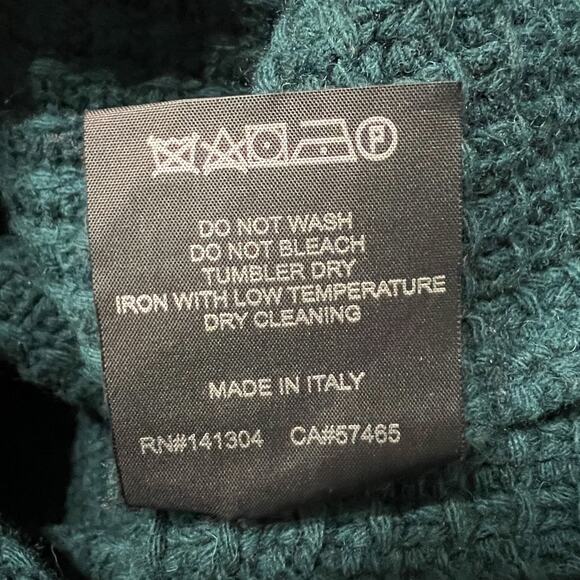 P
DO NOT WASH
DO NOT BLEACH
TUMBLER DRY
IRON WITH LOW TEMPERATURE
DRY CLEANING
MADE IN ITALY
RN#141304 CA#57465